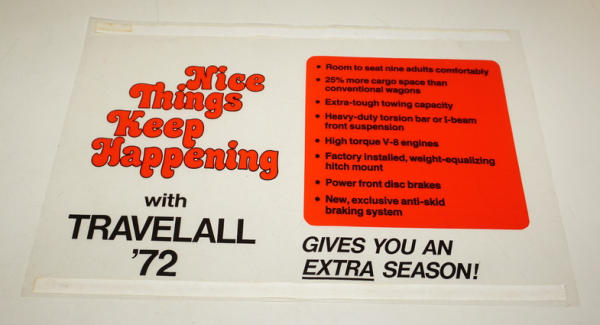 Nice
Things
Keep
Happening
with
TRAVELALL
'72
• Room to seat nine adults comfortably
• 25% more cargo space than
conventional wagons
• Extra-tough towing capacity
• Heavy-duty torsion bar or I-beam
front suspension
• High torque V-8 engines
• Factory installed, weight-equalizing
hitch mount
• Power front disc brakes
• New, exclusive anti-skid
braking system
GIVES YOU AN
EXTRA SEASON!